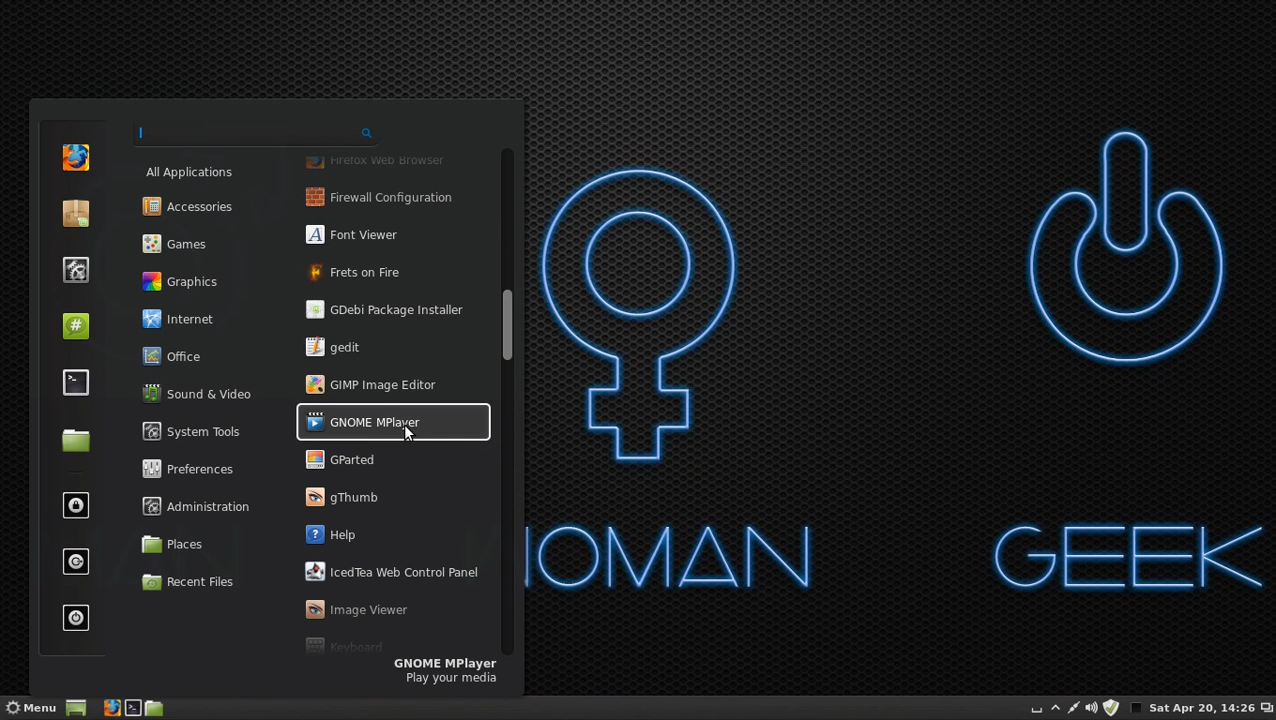 All Applications
Accessories
Games
Graphics
Internet
Office
Sound & Video
System Tools
Preferences
Administration
Places
Recent Files
Firefox Web Browser
Firewall Configuration
Font Viewer
Frets on Fire
GDebi Package Installer
gedit
GIMP Image Editor
GNOME MPlayer
GParted
gThumb
Help
IcedTea Web Control Panel
Image Viewer
Keyboard
GNOME MPlayer
Play your media
OMAN
GEEK
Menu
Sat Apr 20, 14:26